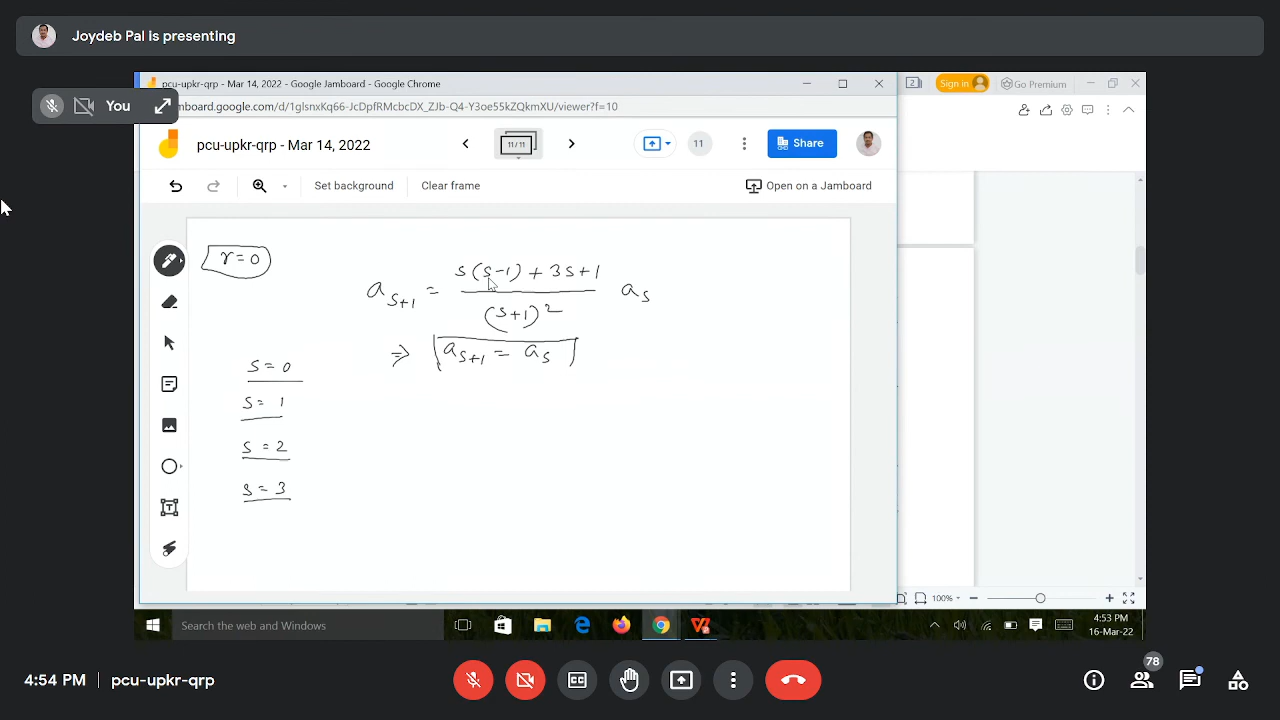 Joydeb Pal is presenting
pcu-upkr-qrp - Mar 14, 2022 - Google Jamboard - Google Chrome
2 Sign in Go Premium
You
mboard.google.com/d/1glsnxKq66-JcDpfRMcbcDX_ZJb-Q4-Y3oe55kZQkmXU/viewer?f=10
pcu-upkr-qrp - Mar 14, 2022
11/11
11
Share
Set background Clear frame
Open on a Jamboard
r=0
a_{s+1} = \frac{s(s-1)+3s+1}{(s+1)^2} a_s
⇒ a_{s+1} = a_s
s=0
s= 1
s=2
s=3
100%
Search the web and Windows
4:53 PM
16-Mar-22
4:54 PM | pcu-upkr-qrp
78